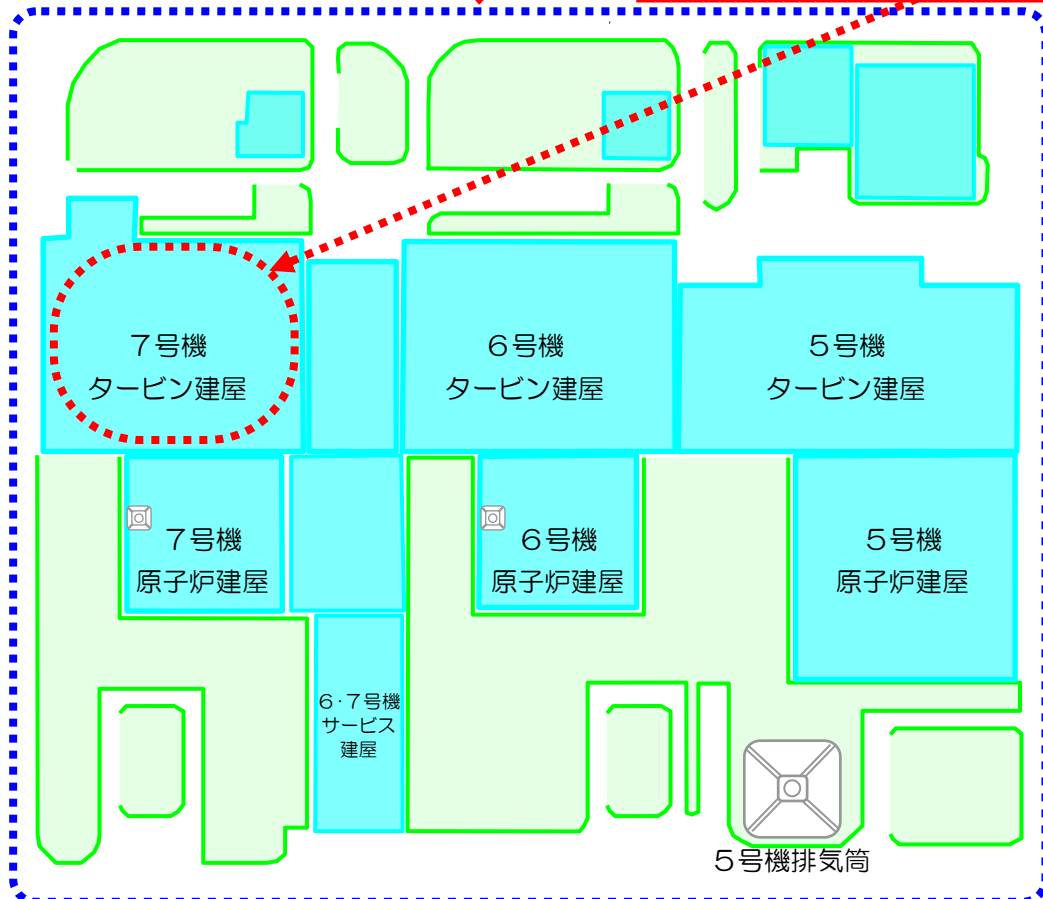 ７号機
タービン建屋
６号機
タービン建屋
５号機
タービン建屋
７号機
原子炉建屋
６号機
原子炉建屋
５号機
原子炉建屋
６･７号機
サービス
建屋
５号機排気筒